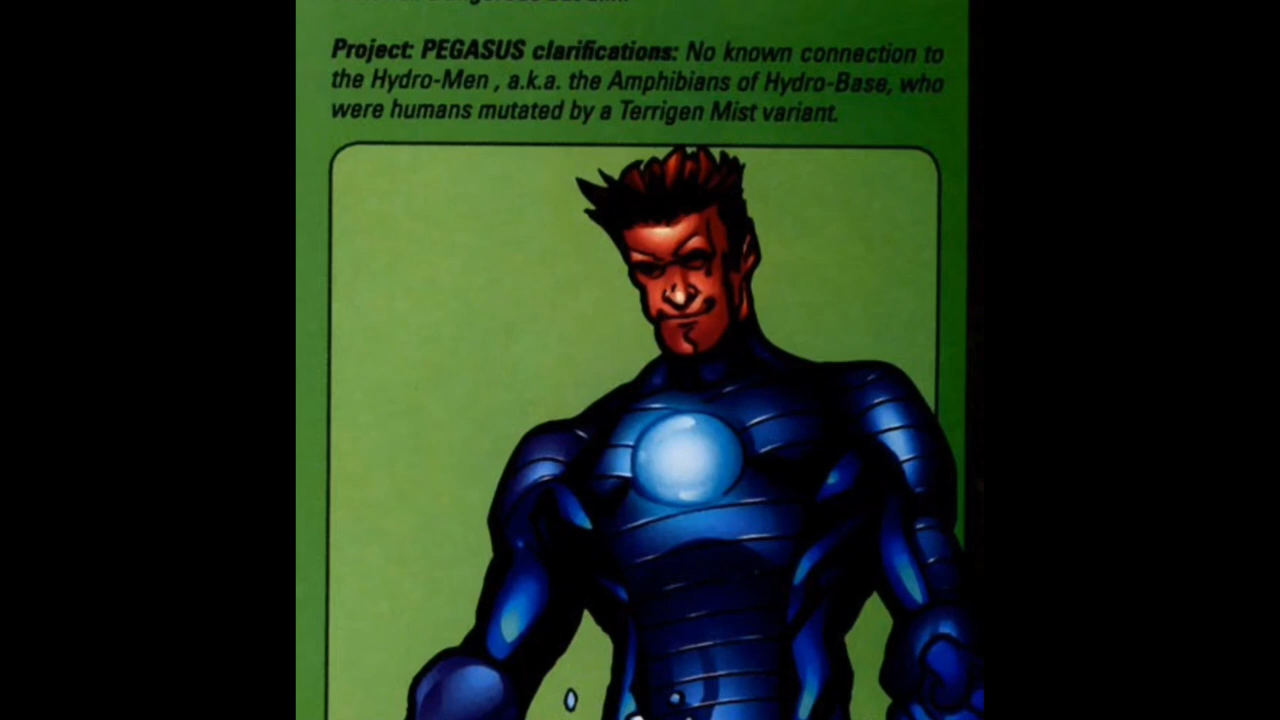 Project: PEGASUS clarifications: No known connection to
the Hydro-Men , a.k.a. the Amphibians of Hydro-Base, who
were humans mutated by a Terrigen Mist variant.